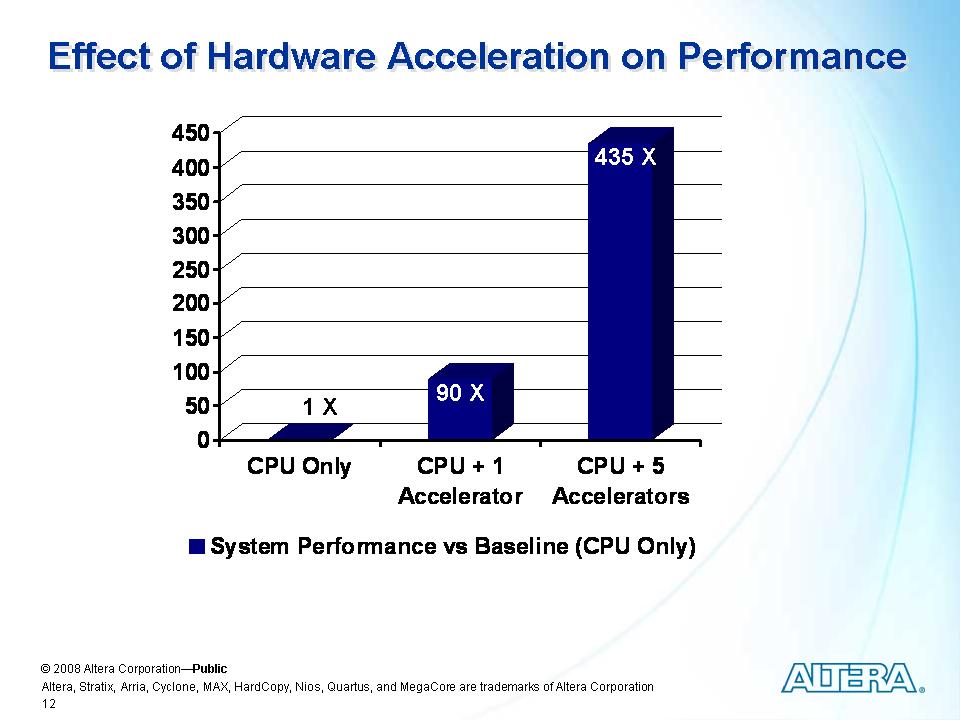 Effect of Hardware Acceleration on Performance
450
400
350
300
250
200
150
100
50
0
1 X
90 X
435 X
CPU Only
CPU + 1
Accelerator
CPU + 5
Accelerators
System Performance vs Baseline (CPU Only)
© 2008 Altera Corporation—Public
Altera, Stratix, Arria, Cyclone, MAX, HardCopy, Nios, Quartus, and MegaCore are trademarks of Altera Corporation
12
ALTERA®